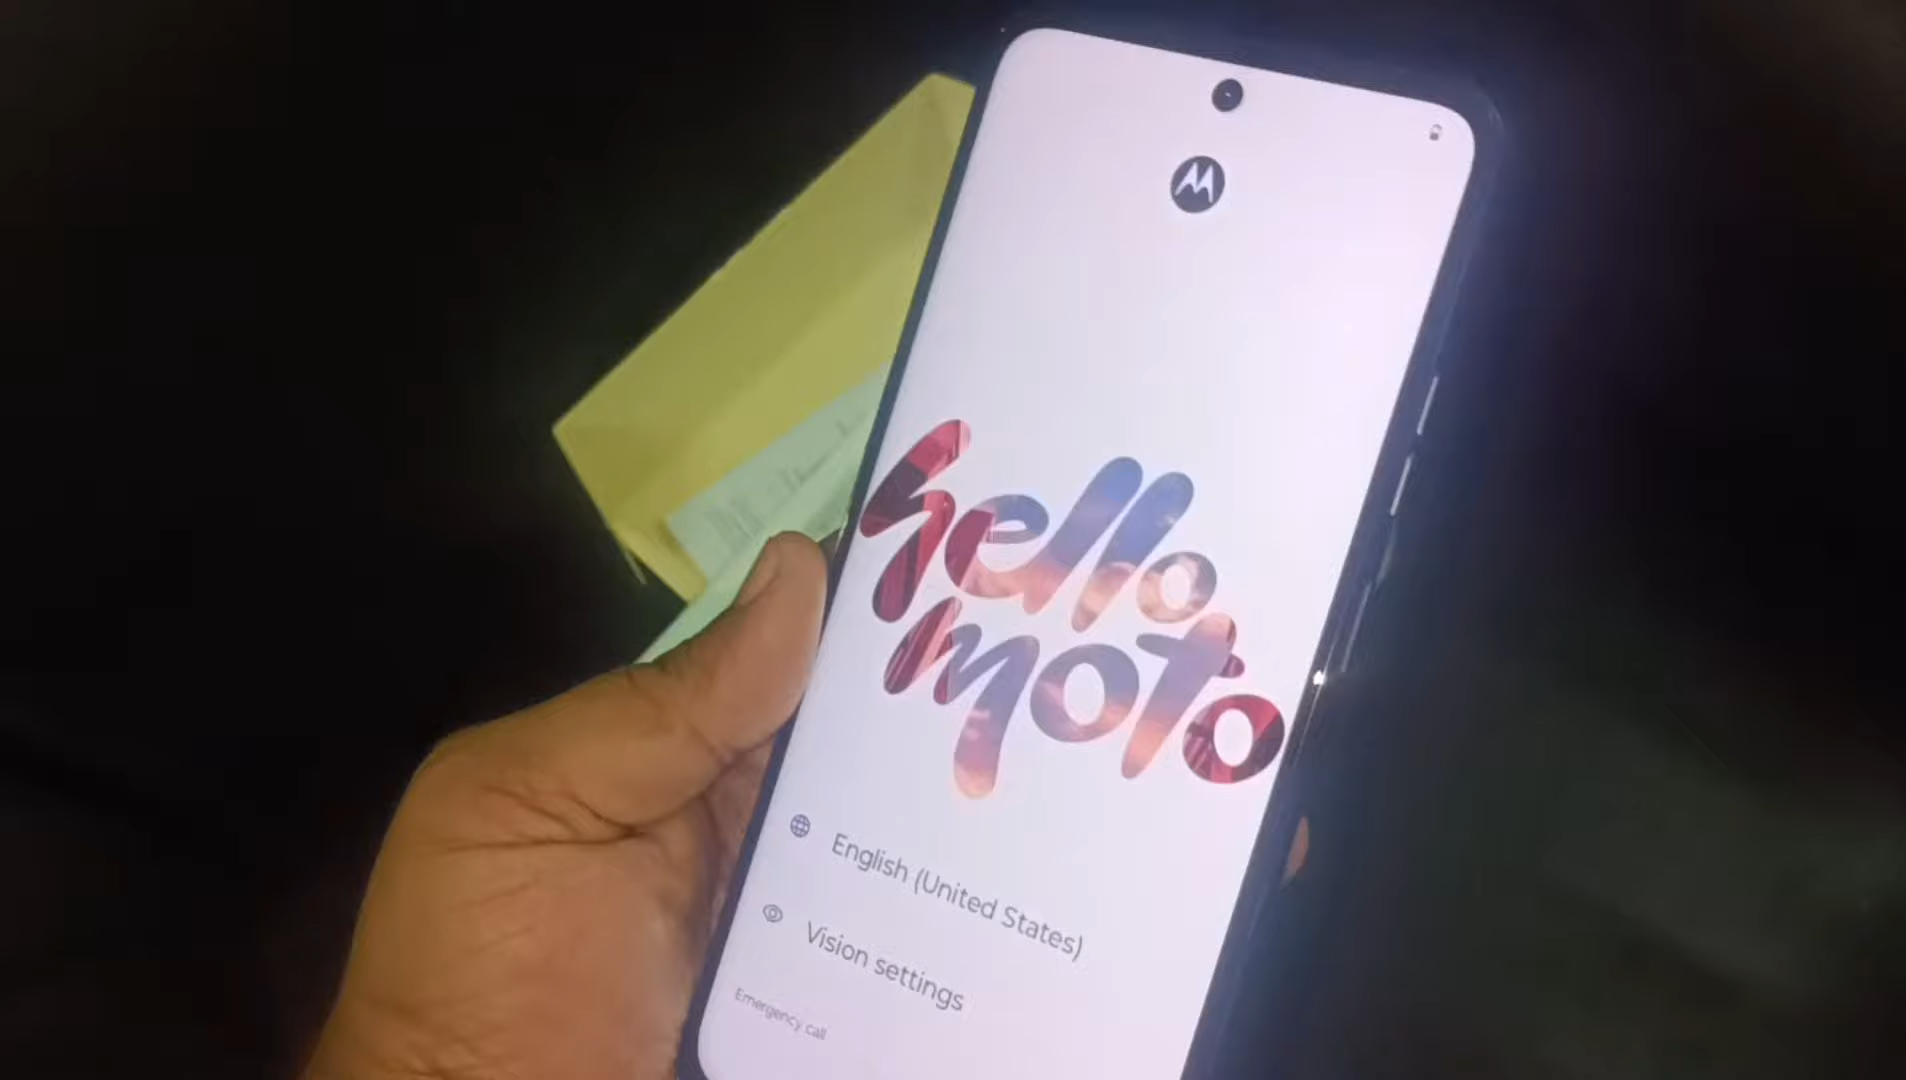 hello
moto
English (United States)
Vision settings
Emergency call